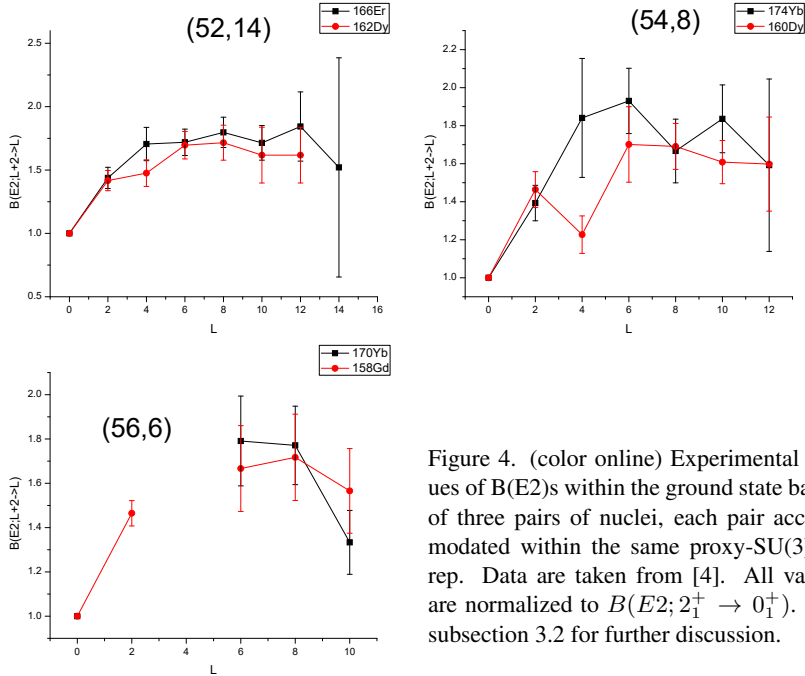 166Er
162Dy
(52,14)
B(E2;L+2->L)
2.5
2.0
1.5
1.0
0.5
0 2 4 6 8 10 12 14 16
L
174Yb
160Dy
(54,8)
B(E2;L+2->L)
2.2
2.0
1.8
1.6
1.4
1.2
1.0
0 2 4 6 8 10 12
L
170Yb
158Gd
(56,6)
B(E2;L+2->L)
2.0
1.8
1.6
1.4
1.2
1.0
0 2 4 6 8 10
L
Figure 4. (color online) Experimental
ues of B(E2)s within the ground state ba
of three pairs of nuclei, each pair acc
modated within the same proxy-SU(3)
rep. Data are taken from [4]. All va
are normalized to B(E2; 2₁⁺ → 0₁⁺).
subsection 3.2 for further discussion.